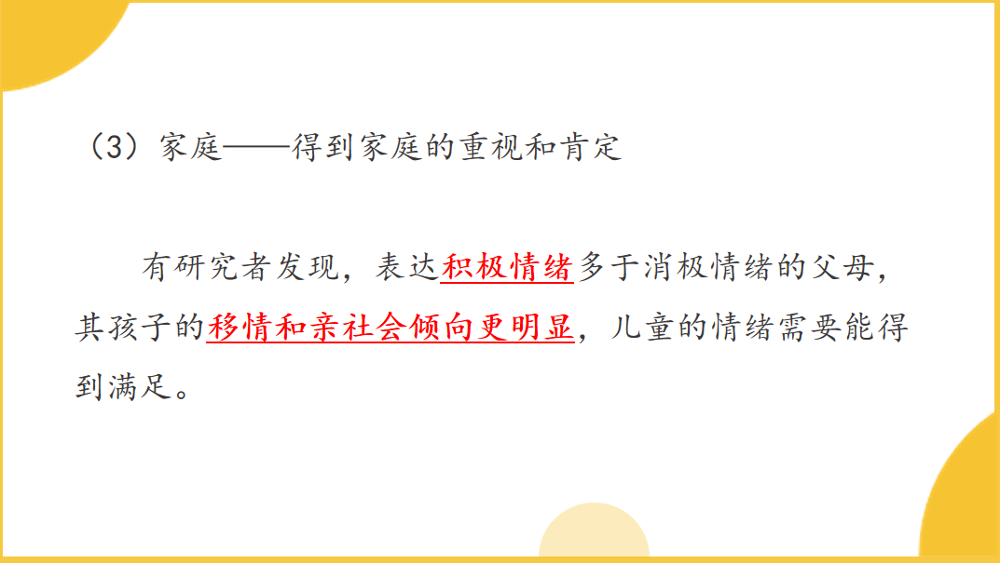 （3）家庭——得到家庭的重视和肯定
有研究者发现，表达积极情绪多于消极情绪的父母，
其孩子的移情和亲社会倾向更明显，儿童的情绪需要能得
到满足。